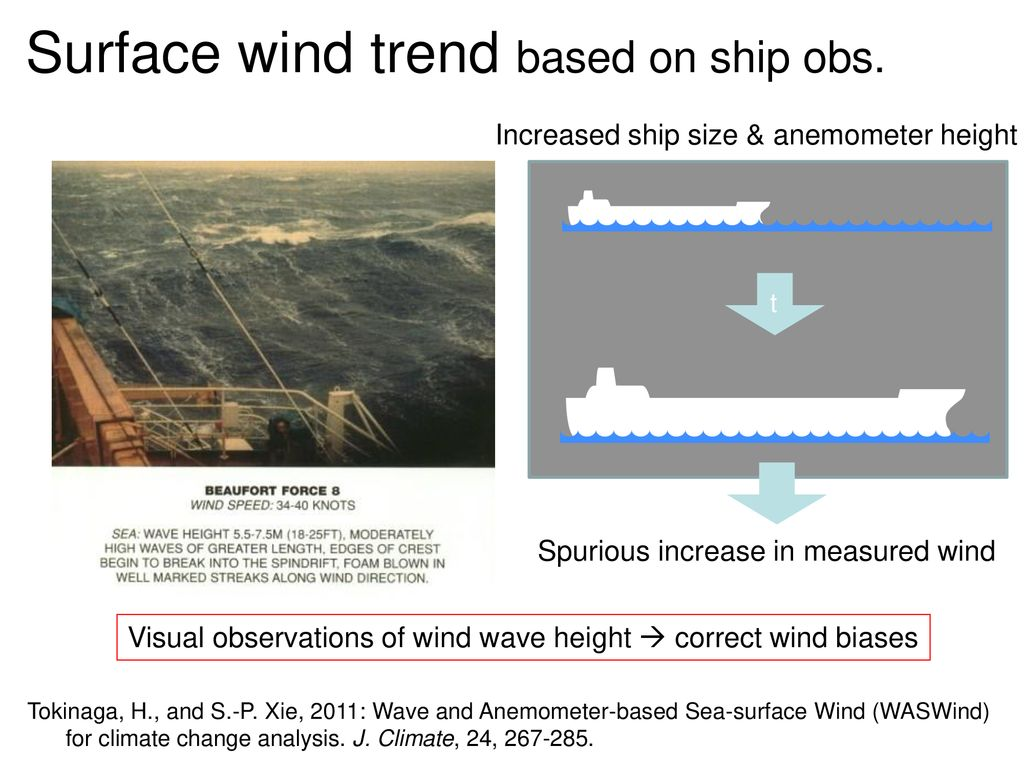 Surface wind trend based on ship obs.
Increased ship size & anemometer height
t
BEAUFORT FORCE 8
WIND SPEED: 34-40 KNOTS
SEA: WAVE HEIGHT 5.5-7.5M (18-25FT), MODERATELY
HIGH WAVES OF GREATER LENGTH, EDGES OF CREST
BEGIN TO BREAK INTO THE SPINDRIFT, FOAM BLOWN IN
WELL MARKED STREAKS ALONG WIND DIRECTION.
Spurious increase in measured wind
Visual observations of wind wave height → correct wind biases
Tokinaga, H., and S.-P. Xie, 2011: Wave and Anemometer-based Sea-surface Wind (WASWind)
for climate change analysis. J. Climate, 24, 267-285.